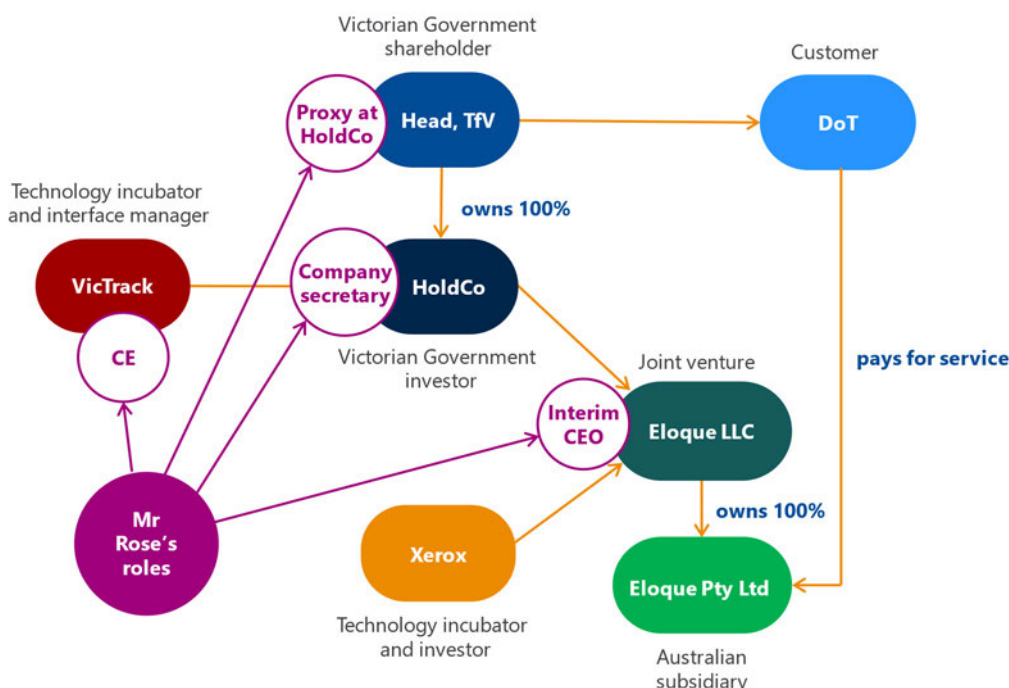 Victorian Government
shareholder
Customer
Proxy at
HoldCo
Head, TfV
DoT
Technology incubator
and interface manager
owns 100%
VicTrack
Company
secretary
HoldCo
CE
Victorian Government
investor
Joint venture
pays for service
Interim
CEO
Eloque LLC
Mr
Rose's
roles
owns 100%
Xerox
Eloque Pty Ltd
Technology incubator
and investor
Australian
subsidiary